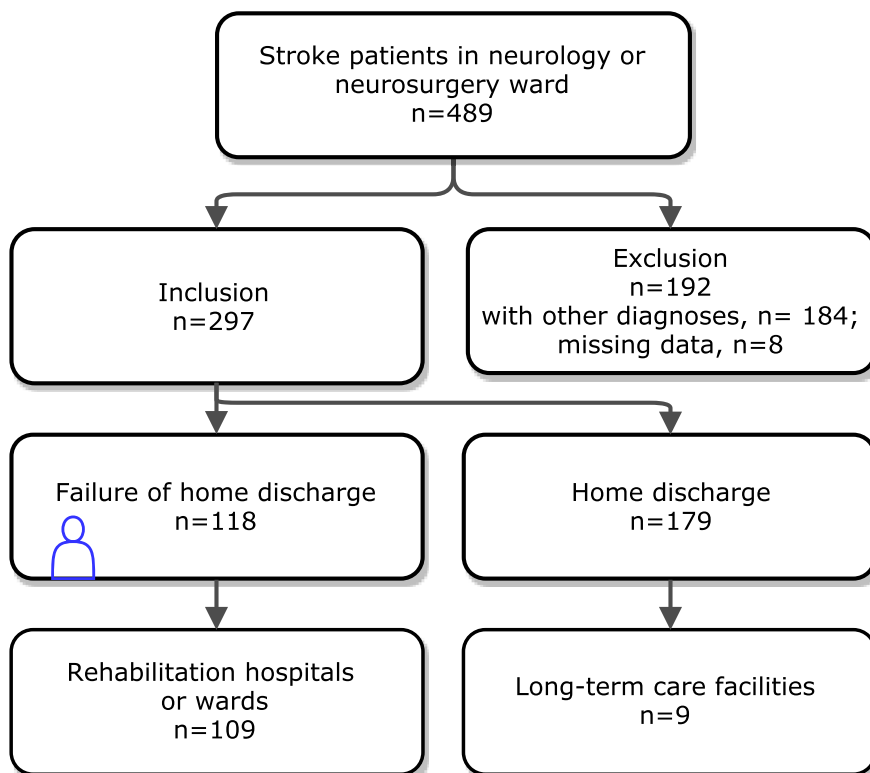 Stroke patients in neurology or
neurosurgery ward
n=489
Inclusion
n=297
Exclusion
n=192
with other diagnoses, n= 184;
missing data, n=8
Failure of home discharge
n=118
Home discharge
n=179
Rehabilitation hospitals
or wards
n=109
Long-term care facilities
n=9